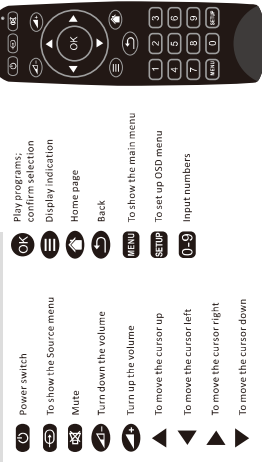 Power switch
To show the Source menu
Mute
Turn down the volume
Turn up the volume
To move the cursor up
To move the cursor left
To move the cursor right
To move the cursor down
OK Play programs;
confirm selection
Display indication
Home page
Back
MENU To show the main menu
SETUP To set up OSD menu
0~9 Input numbers
OK
1 2 3
4 5 6
7 8 9
MENU 0 SETUP